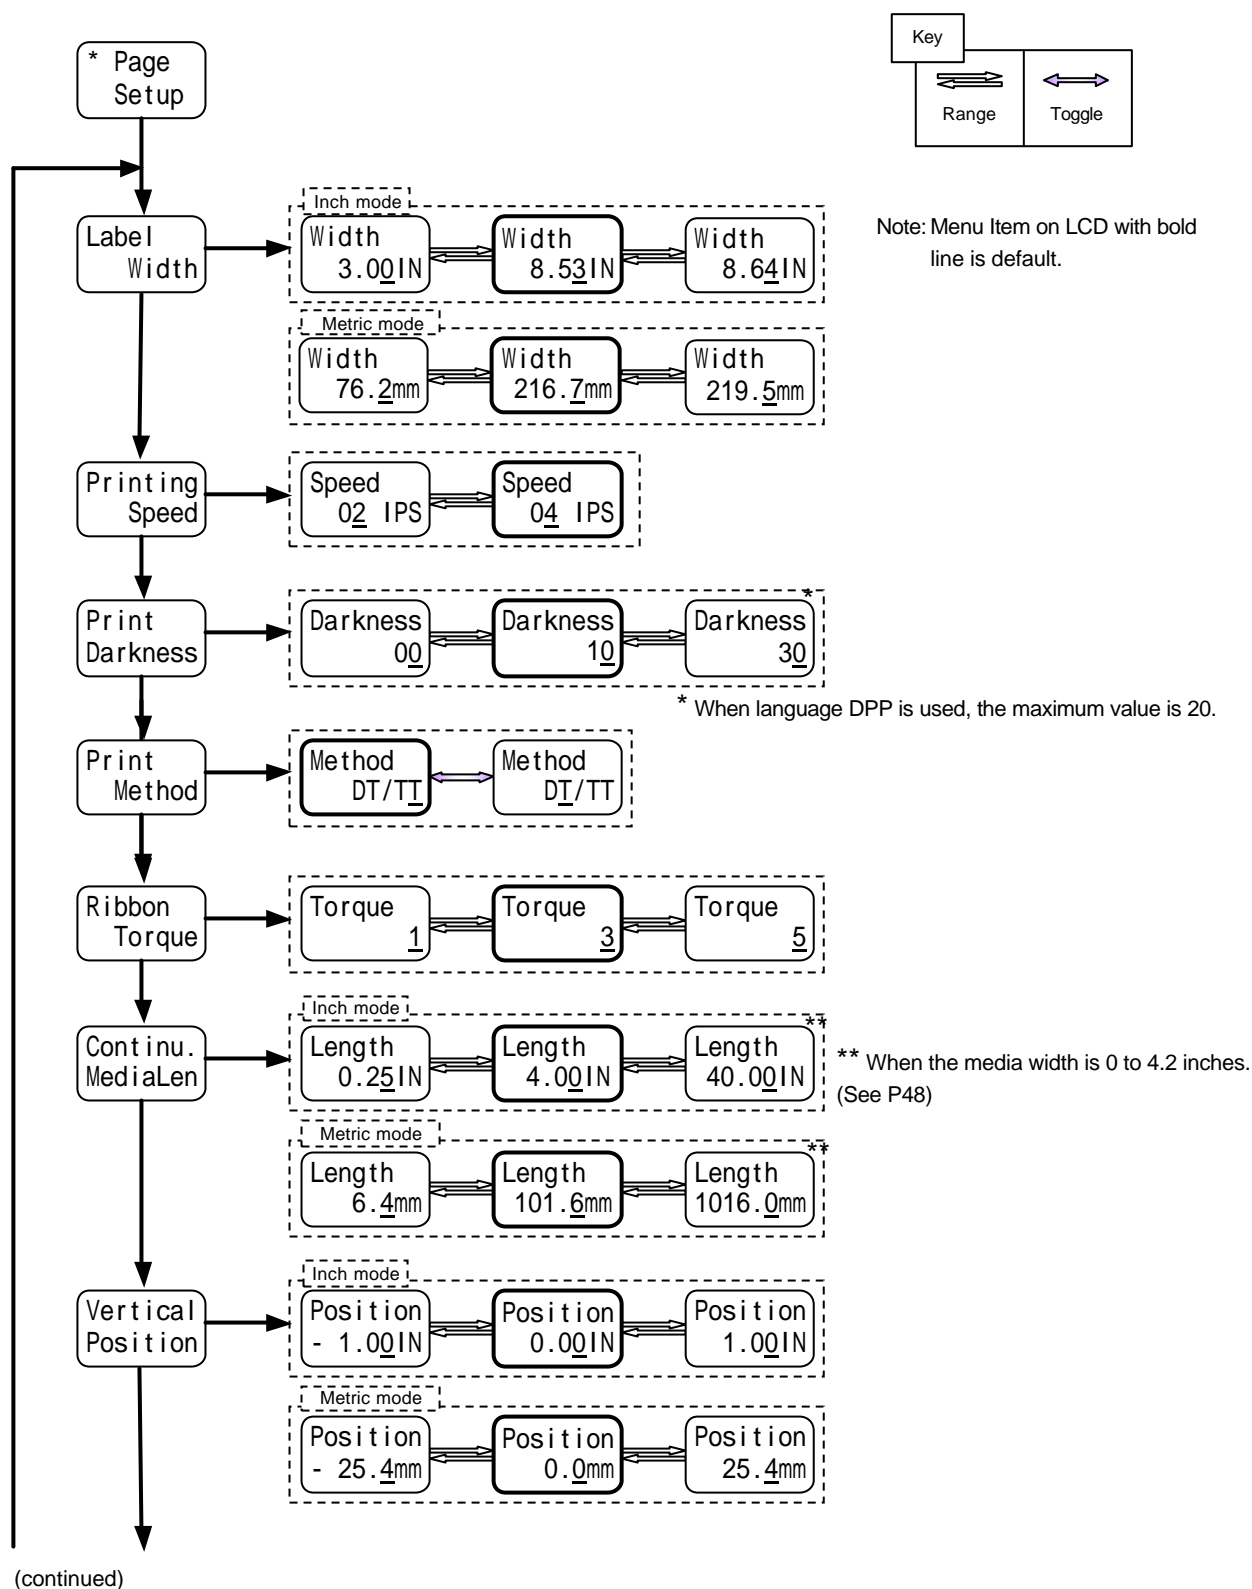 * Page
Setup
Key
Range
Toggle
Note: Menu Item on LCD with bold
line is default.
Label
Width
Inch mode
Width
3.00IN
Width
8.53IN
Width
8.64IN
Metric mode
Width
76.2mm
Width
216.7mm
Width
219.5mm
Printing
Speed
Speed
02 IPS
Speed
04 IPS
Print
Darkness
Darkness
00
Darkness
10
Darkness
30
*
* When language DPP is used, the maximum value is 20.
Print
Method
Method
DT/TT
Method
DT/TT
Ribbon
Torque
Torque
1
Torque
3
Torque
5
Continu.
MediaLen
Inch mode
Length
0.25IN
Length
4.00IN
Length
40.00IN
**
** When the media width is 0 to 4.2 inches.
(See P48)
Metric mode
Length
6.4mm
Length
101.6mm
Length
1016.0mm
**
Vertical
Position
Inch mode
Position
- 1.00IN
Position
0.00IN
Position
1.00IN
Metric mode
Position
- 25.4mm
Position
0.0mm
Position
25.4mm
(continued)